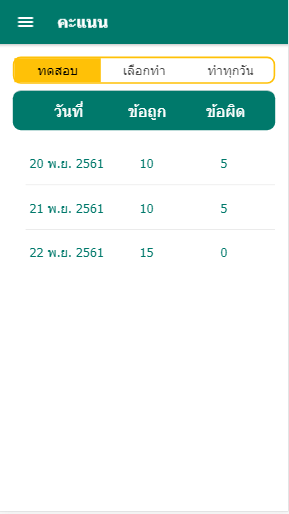 คะแนน
ทดสอบ เลือกทำ ทำทุกวัน
วันที่ ข้อถูก ข้อผิด
20 พ.ย. 2561 10 5
21 พ.ย. 2561 10 5
22 พ.ย. 2561 15 0